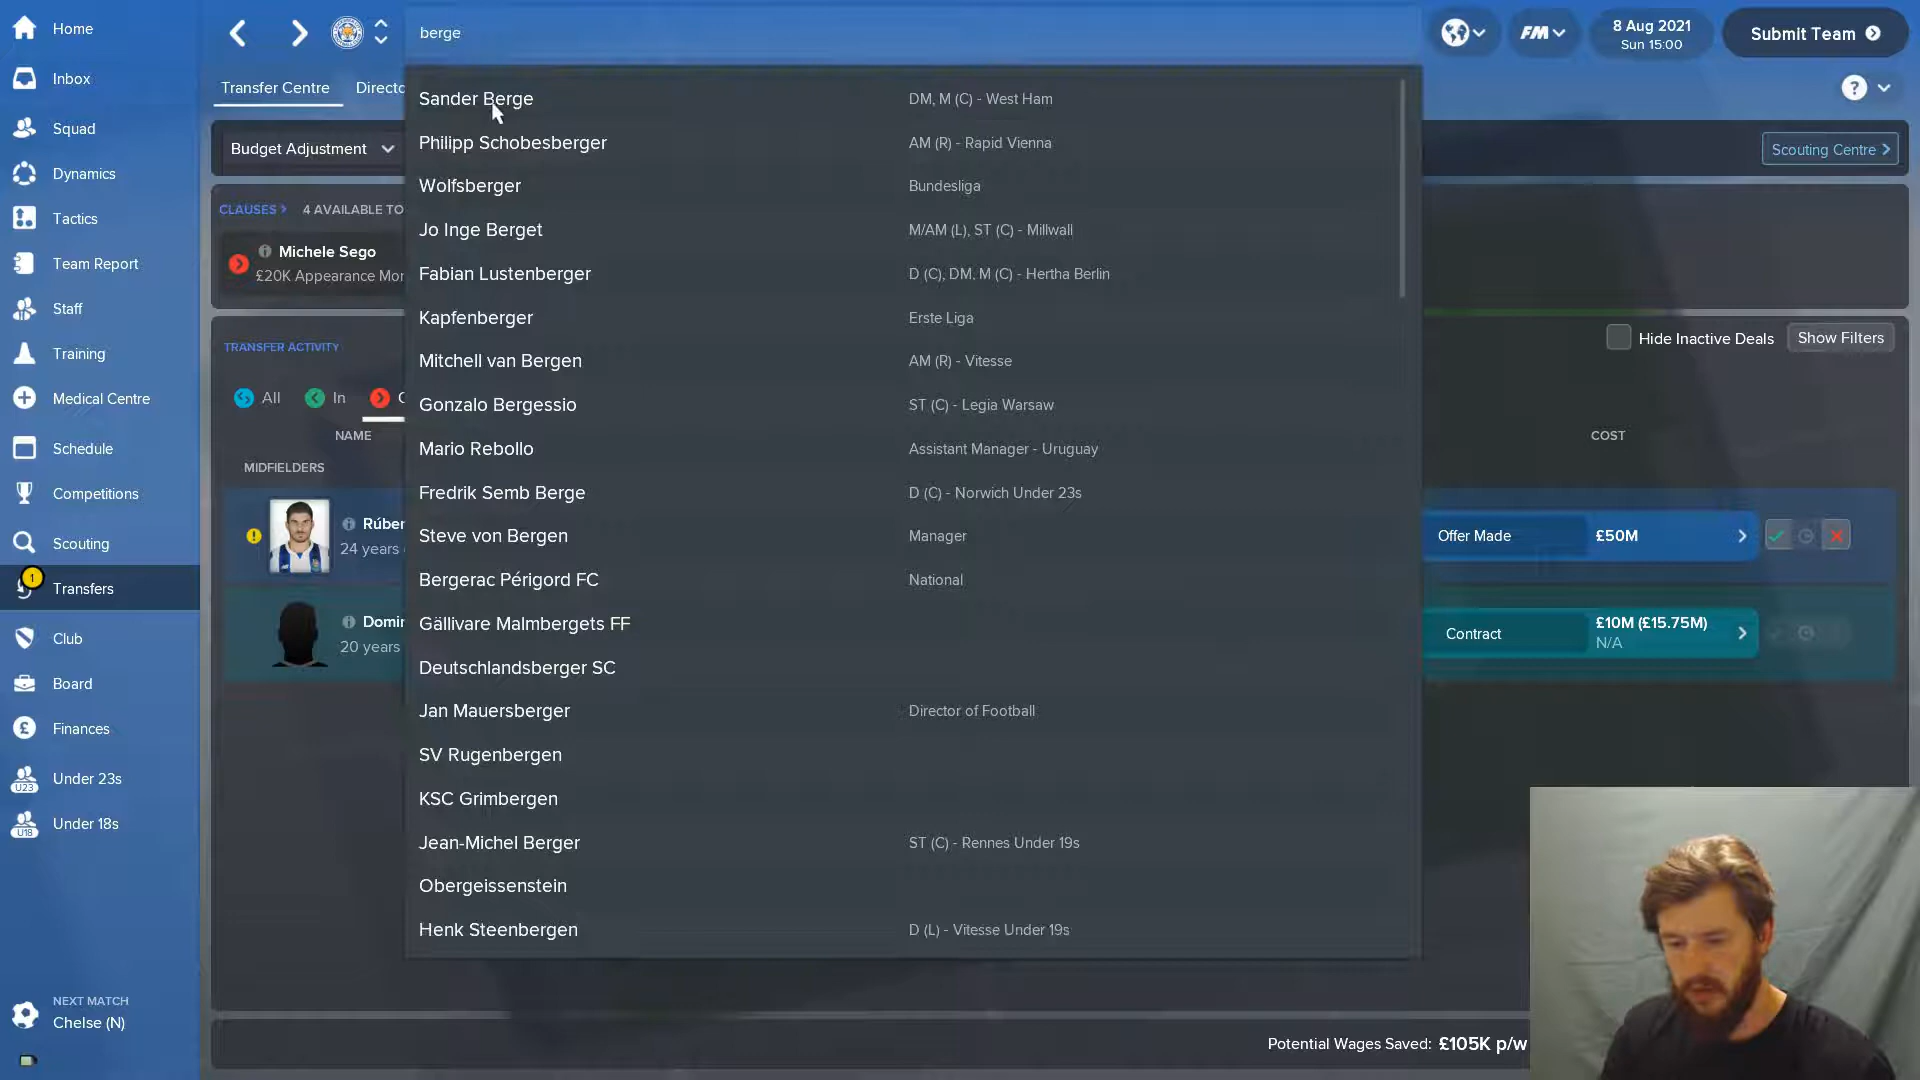 Home
Inbox
Squad
Dynamics
Tactics
Team Report
Staff
Training
Medical Centre
Schedule
Competitions
Scouting
1
Transfers
Club
Board
Finances
U23
Under 23s
U18
Under 18s
NEXT MATCH
Chelse (N)
berge
FM
8 Aug 2021
Sun 15:00
Submit Team
Transfer Centre
Directo
?
Budget Adjustment
Scouting Centre
CLAUSES
4 AVAILABLE TO
Michele Sego
£20K Appearance Mon
TRANSFER ACTIVITY
All
In
NAME
MIDFIELDERS
Rúben
24 years
Domin
20 years
Sander Berge DM, M (C) - West Ham
Philipp Schobesberger AM (R) - Rapid Vienna
Wolfsberger Bundesliga
Jo Inge Berget M/AM (L), ST (C) - Millwall
Fabian Lustenberger D (C), DM, M (C) - Hertha Berlin
Kapfenberger Erste Liga
Mitchell van Bergen AM (R) - Vitesse
Gonzalo Bergessio ST (C) - Legia Warsaw
Mario Rebollo Assistant Manager - Uruguay
Fredrik Semb Berge D (C) - Norwich Under 23s
Steve von Bergen Manager
Bergerac Périgord FC National
Gällivare Malmbergets FF
Deutschlandsberger SC
Jan Mauersberger Director of Football
SV Rugenbergen
KSC Grimbergen
Jean-Michel Berger ST (C) - Rennes Under 19s
Obergeissenstein
Henk Steenbergen D (L) - Vitesse Under 19s
Hide Inactive Deals
Show Filters
COST
Offer Made £50M
Contract £10M (£15.75M)
N/A
Potential Wages Saved: £105K p/w